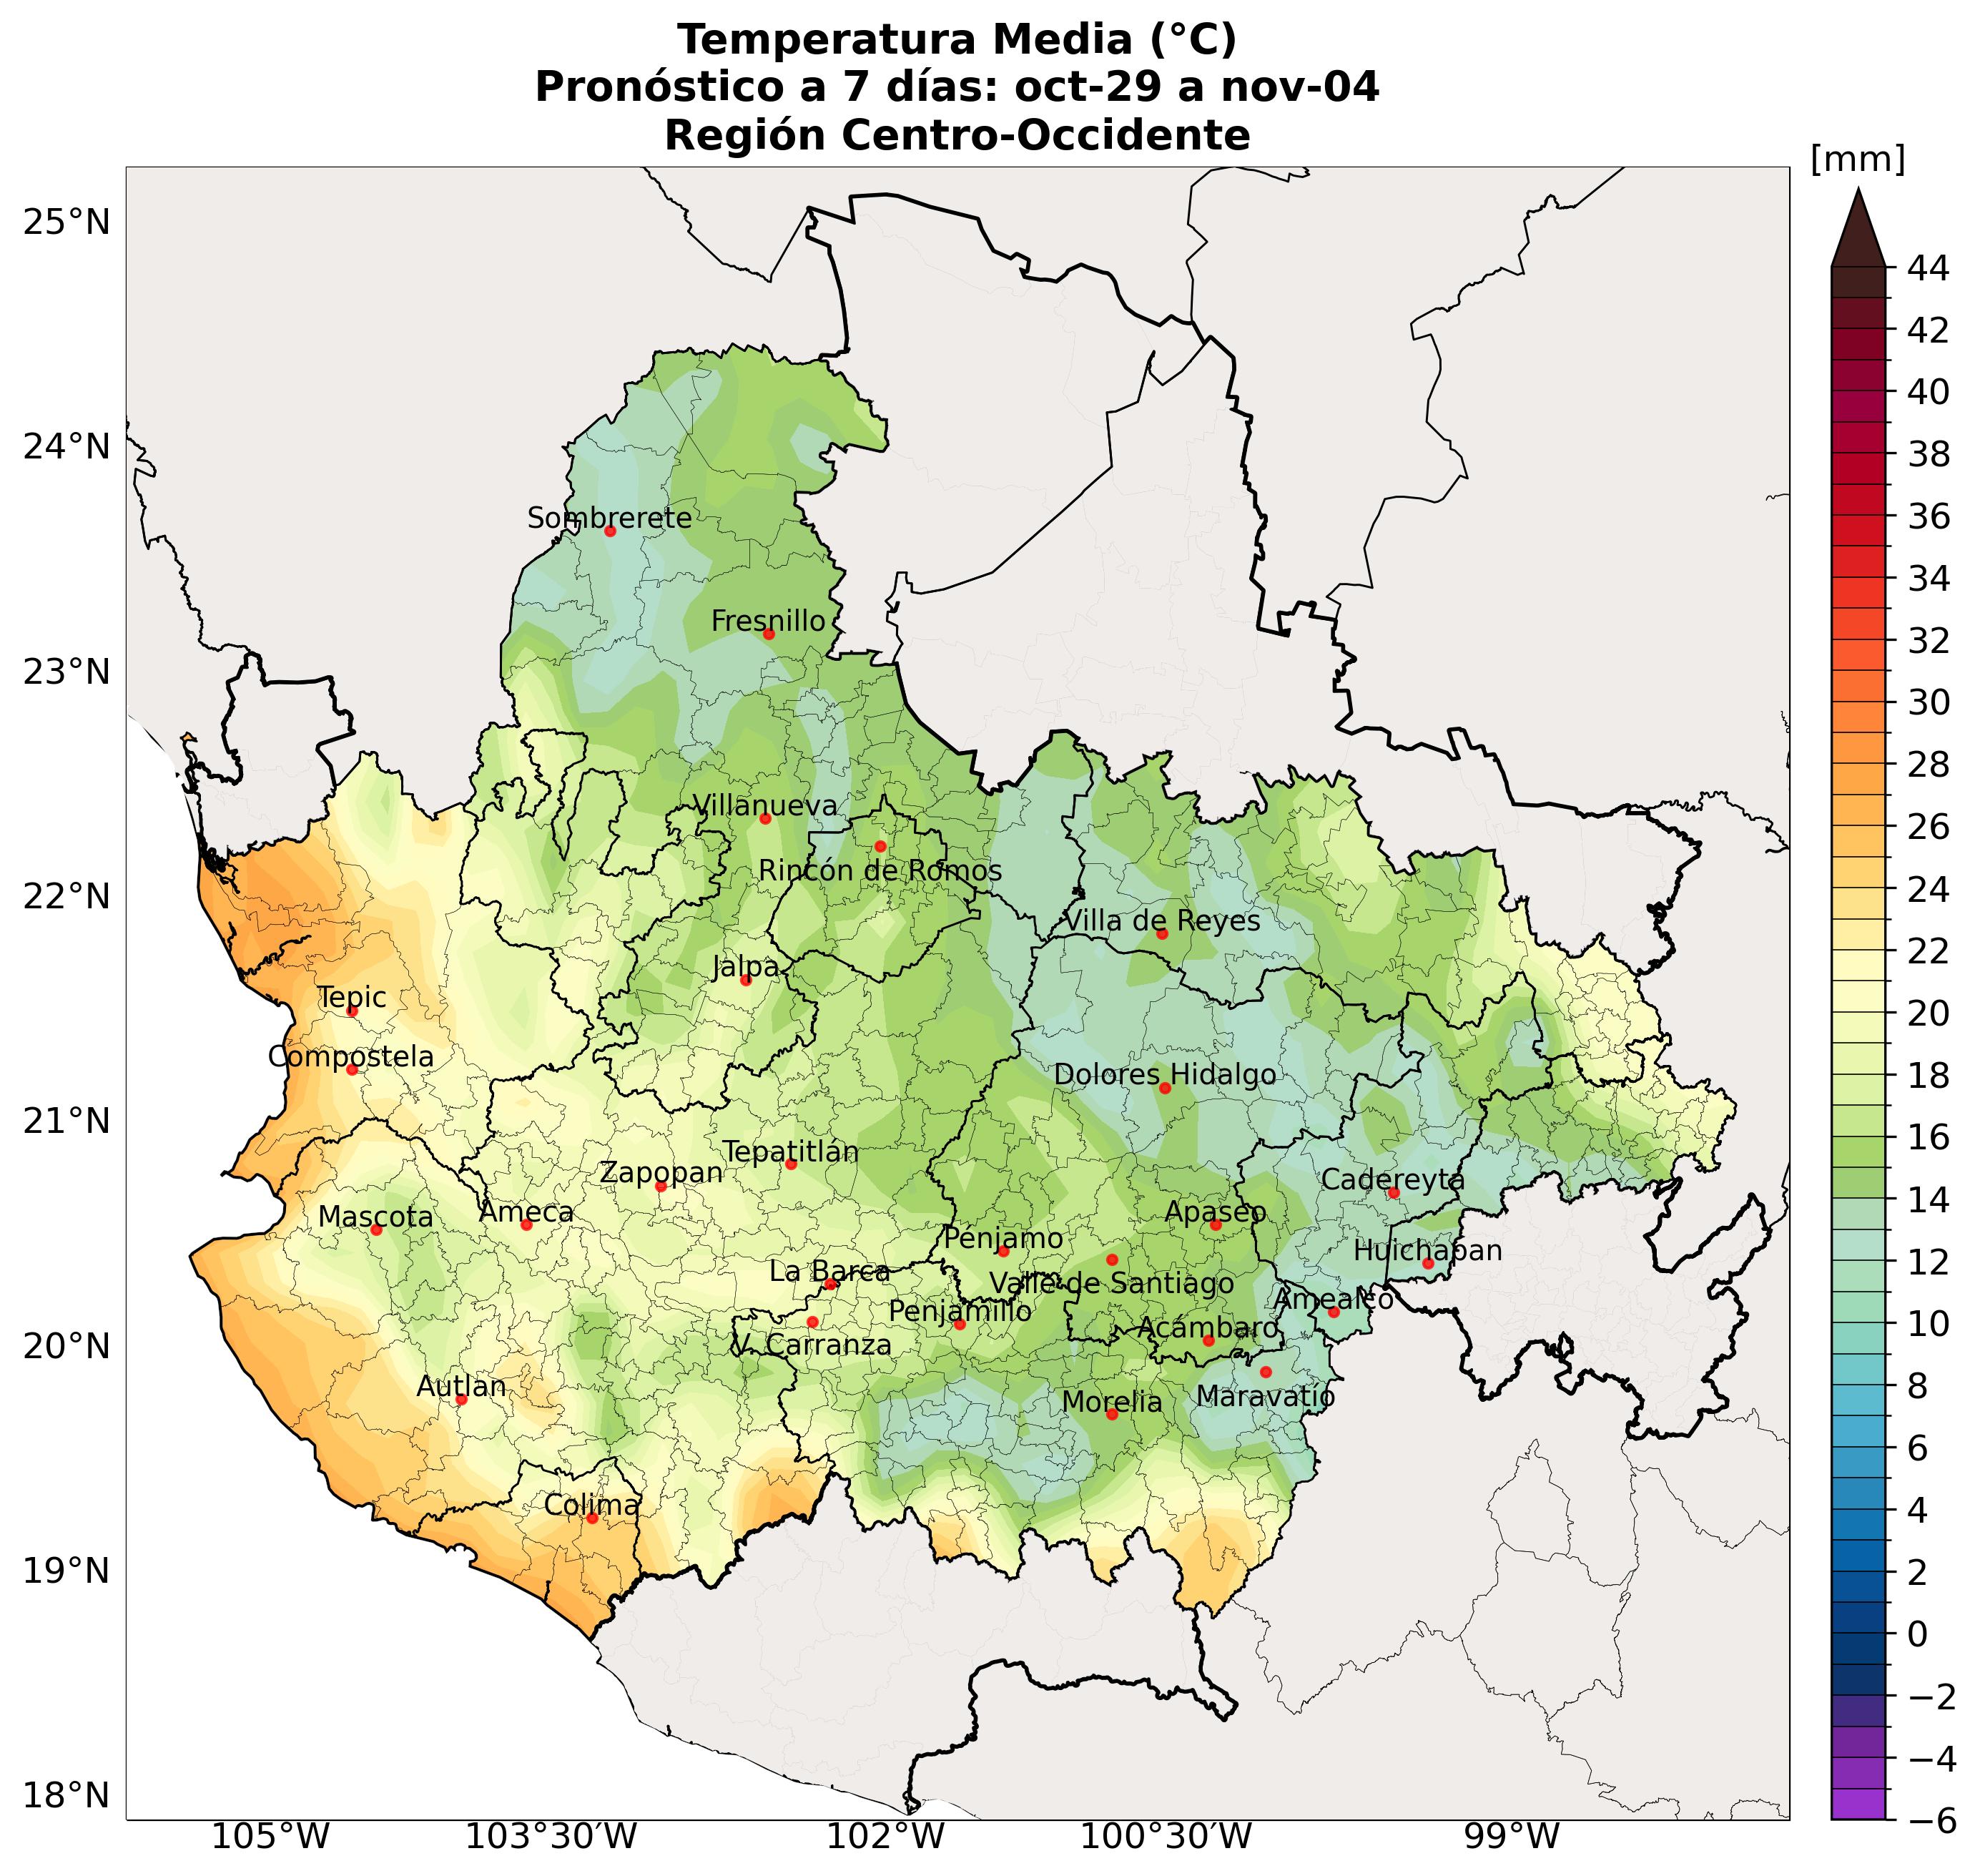 Temperatura Media (°C)
Pronóstico a 7 días: oct-29 a nov-04
Región Centro-Occidente
[mm]
25°N
24°N
23°N
22°N
21°N
20°N
19°N
18°N
Sombrerete
Fresnillo
Villanueva
Rincón de Romos
Villa de Reyes
Jalpa
Tepic
Compostela
Dolores Hidalgo
Tepatitlán
Zapopan
Cadereyta
Mascota
Ameca
Apaseo
Pénjamo
Huichapan
La Barca
Valle de Santiago
Penjamillo
Amealco
V. Carranza
Acámbaro
Autlan
Morelia
Maravatío
Colima
105°W
103°30′W
102°W
100°30′W
99°W
44
42
40
38
36
34
32
30
28
26
24
22
20
18
16
14
12
10
8
6
4
2
0
−2
−4
−6